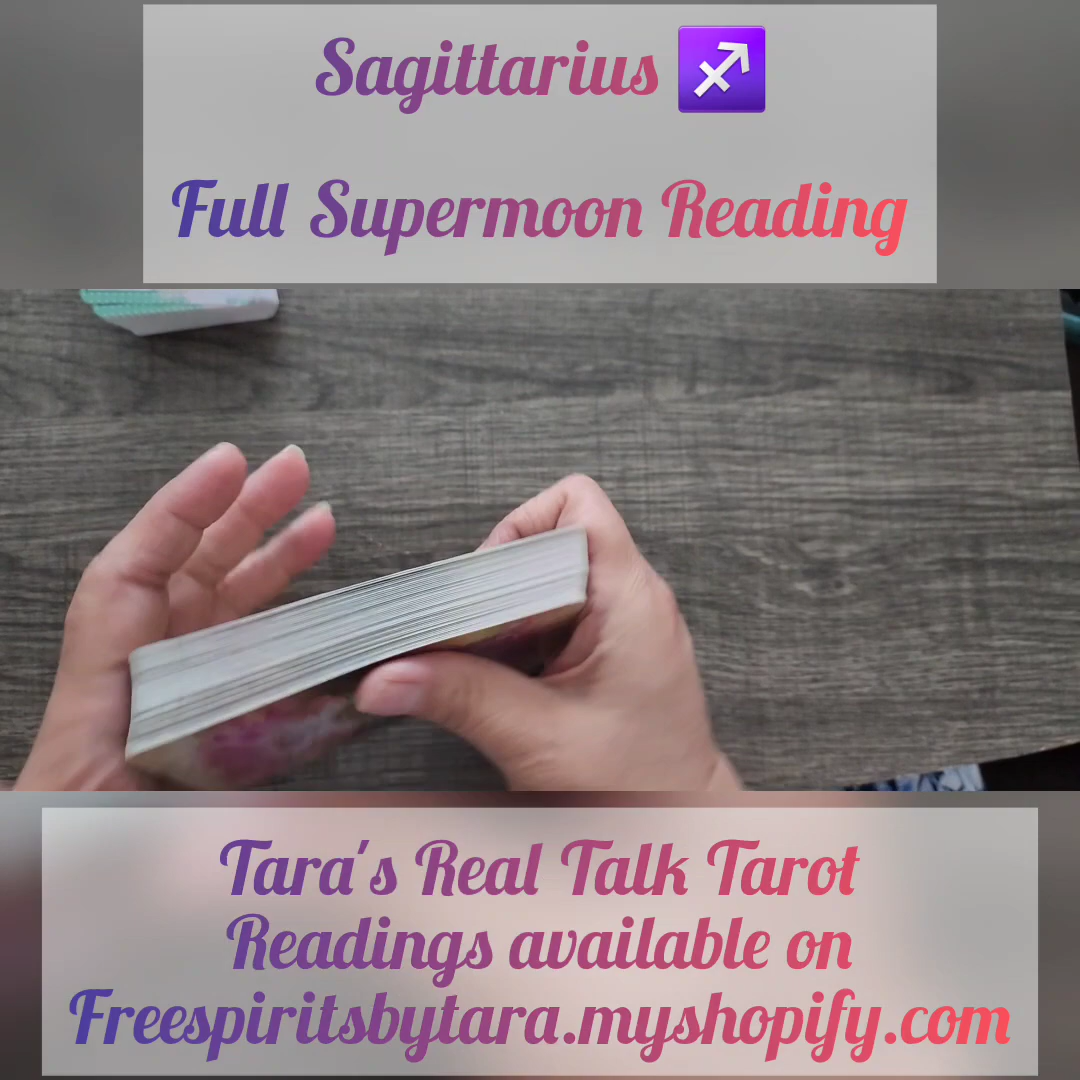 Sagittarius ♐
Full Supermoon Reading
Tara's Real Talk Tarot
Readings available on
Freespiritsbytara.myshopify.com